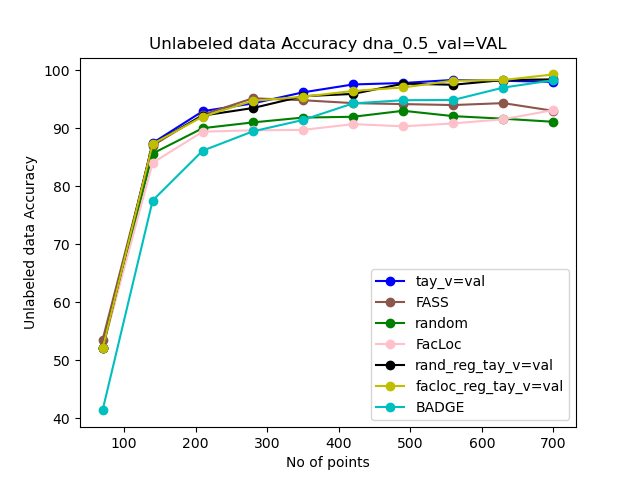 Unlabeled data Accuracy dna_0.5_val=VAL
Unlabeled data Accuracy
100
90
80
70
60
50
40
tay_v=val
FASS
random
FacLoc
rand_reg_tay_v=val
facloc_reg_tay_v=val
BADGE
100 200 300 400 500 600 700
No of points